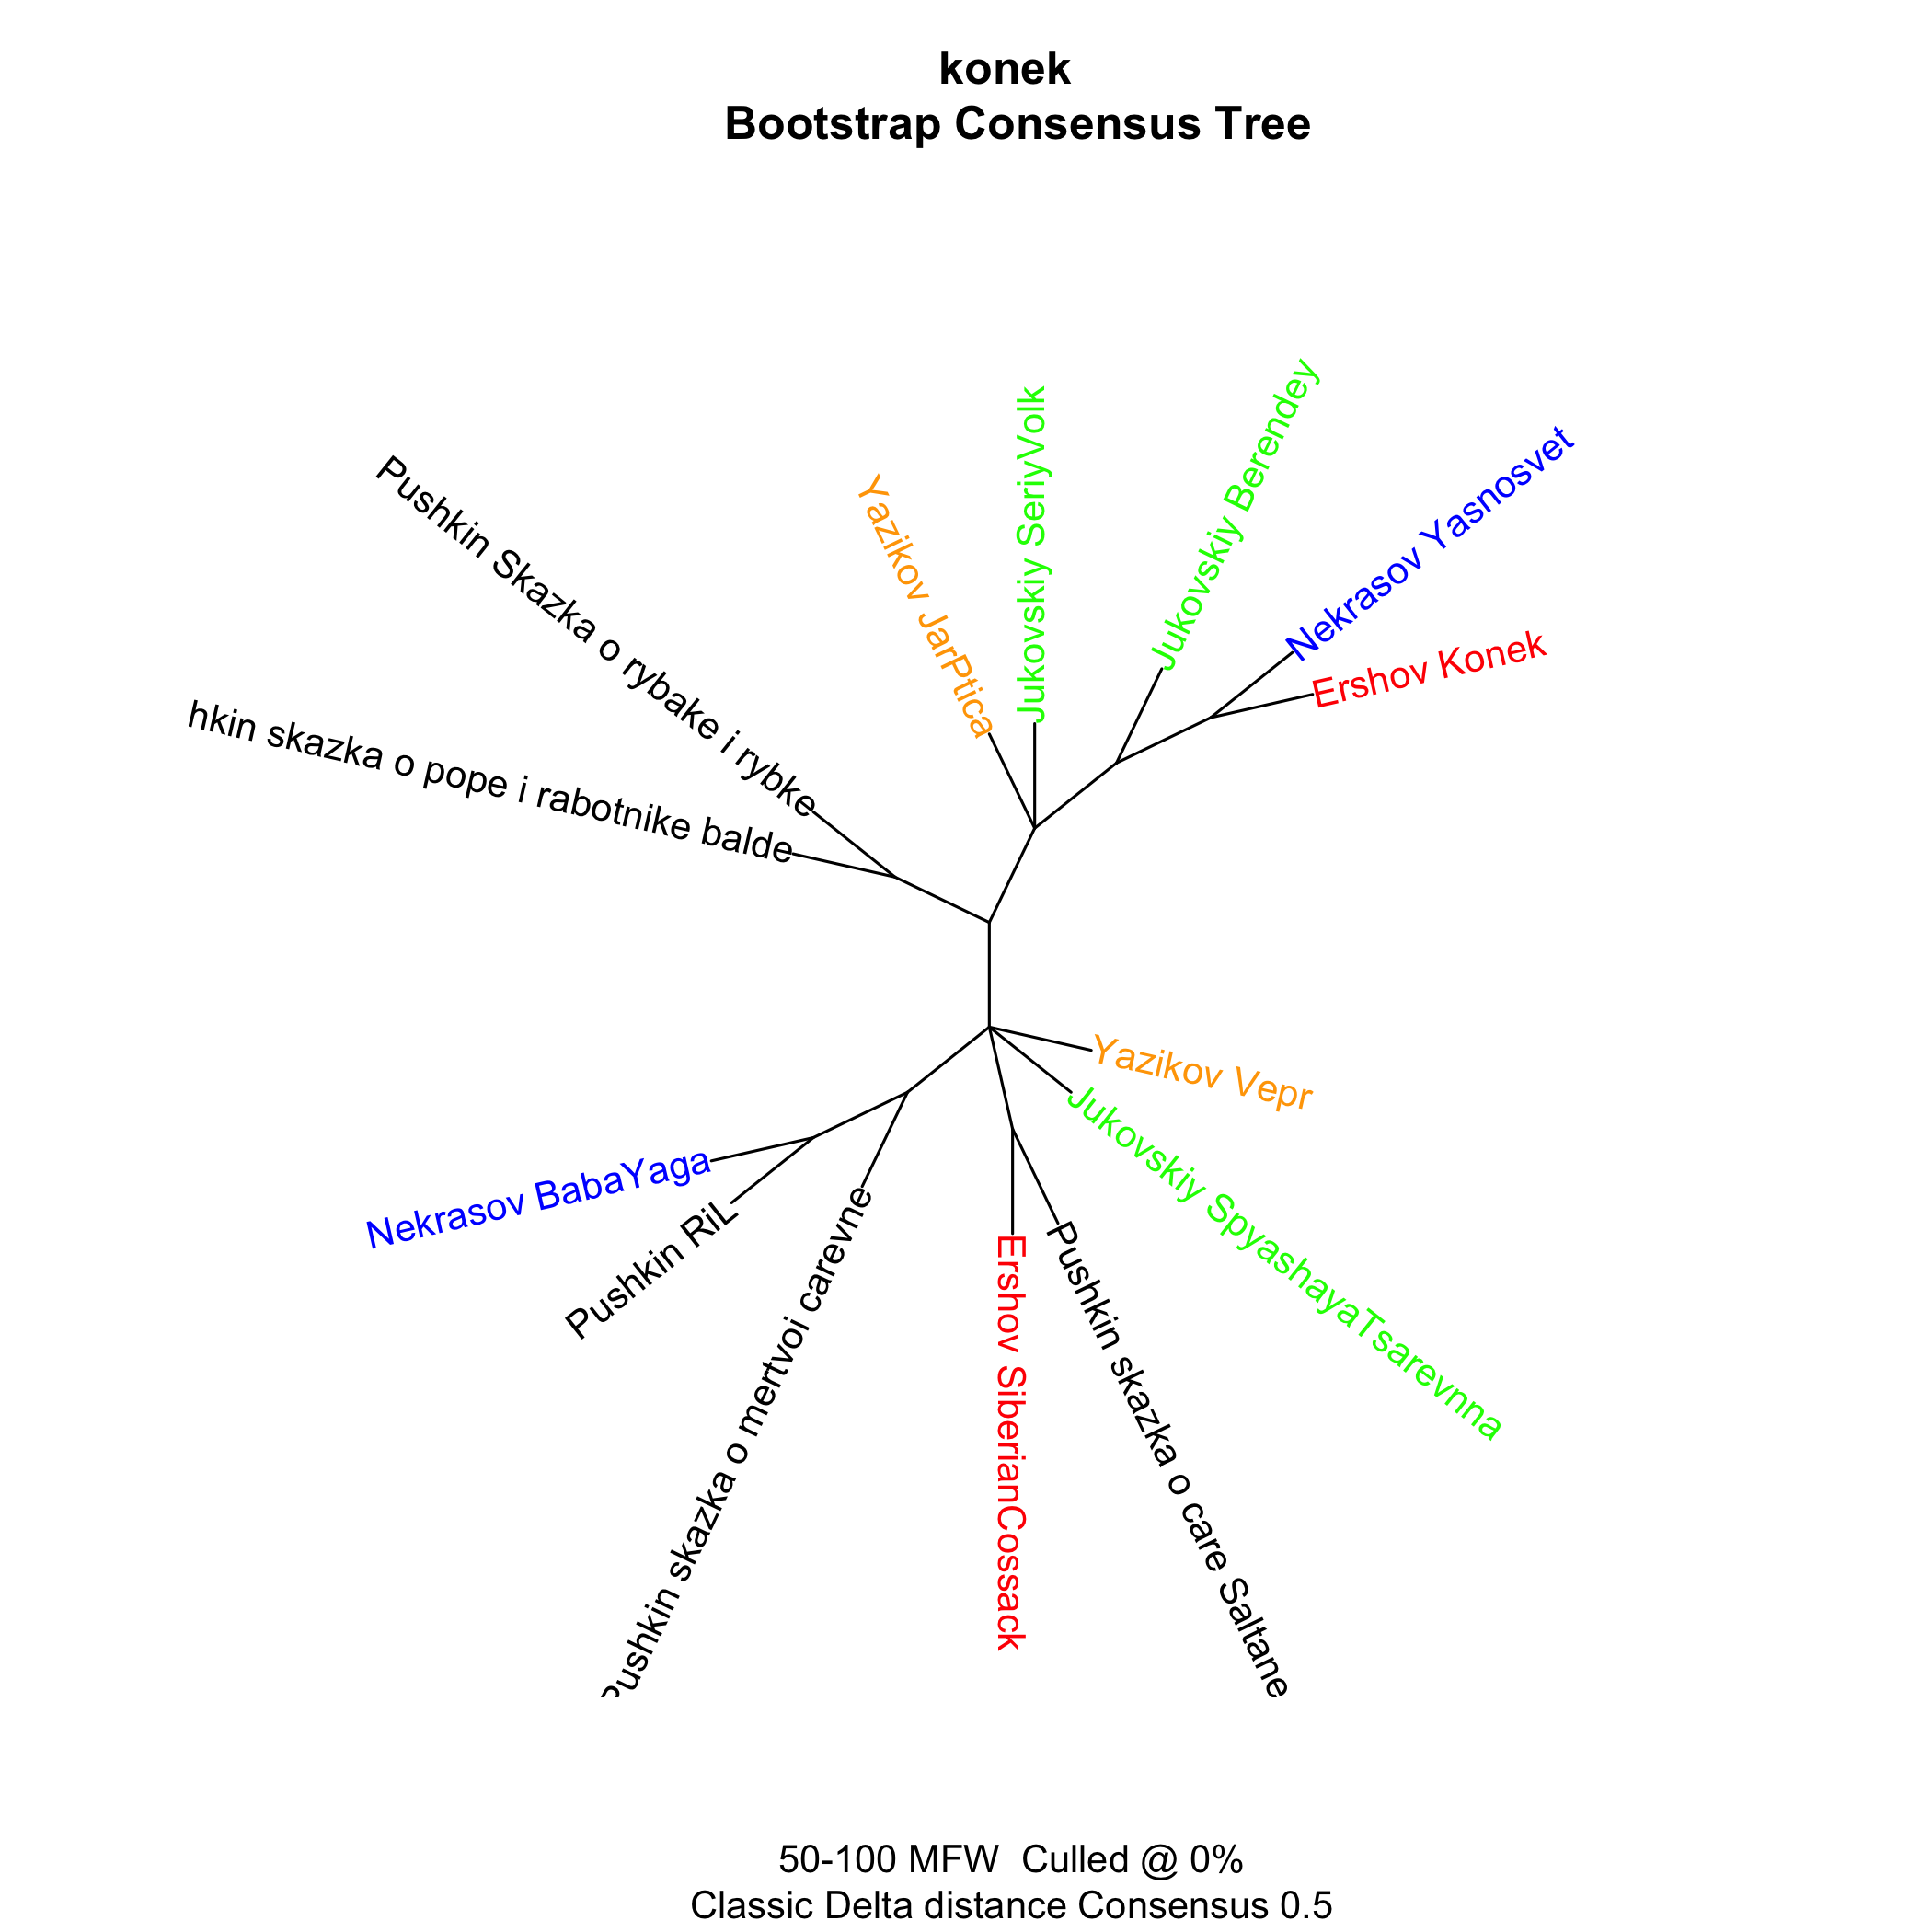 konek
Bootstrap Consensus Tree
Jukovskiy Berendey
Jukovskiy SeriyVolk
Nekrasov Yasnosvet
Pushkin Skazka o rybake i rybke
Yazikov JarPtica
Ershov Konek
hkin skazka o pope i rabotnike balde
Yazikov Vepr
Jukovskiy SpyashayaTsarevnna
Nekrasov BabaYaga
Pushkin RiL
Pushkin skazka o mertvoi carevne
Ershov SiberianCossack
Pushkin skazka o care Saltane
50-100 MFW Culled @ 0%
Classic Delta distance Consensus 0.5